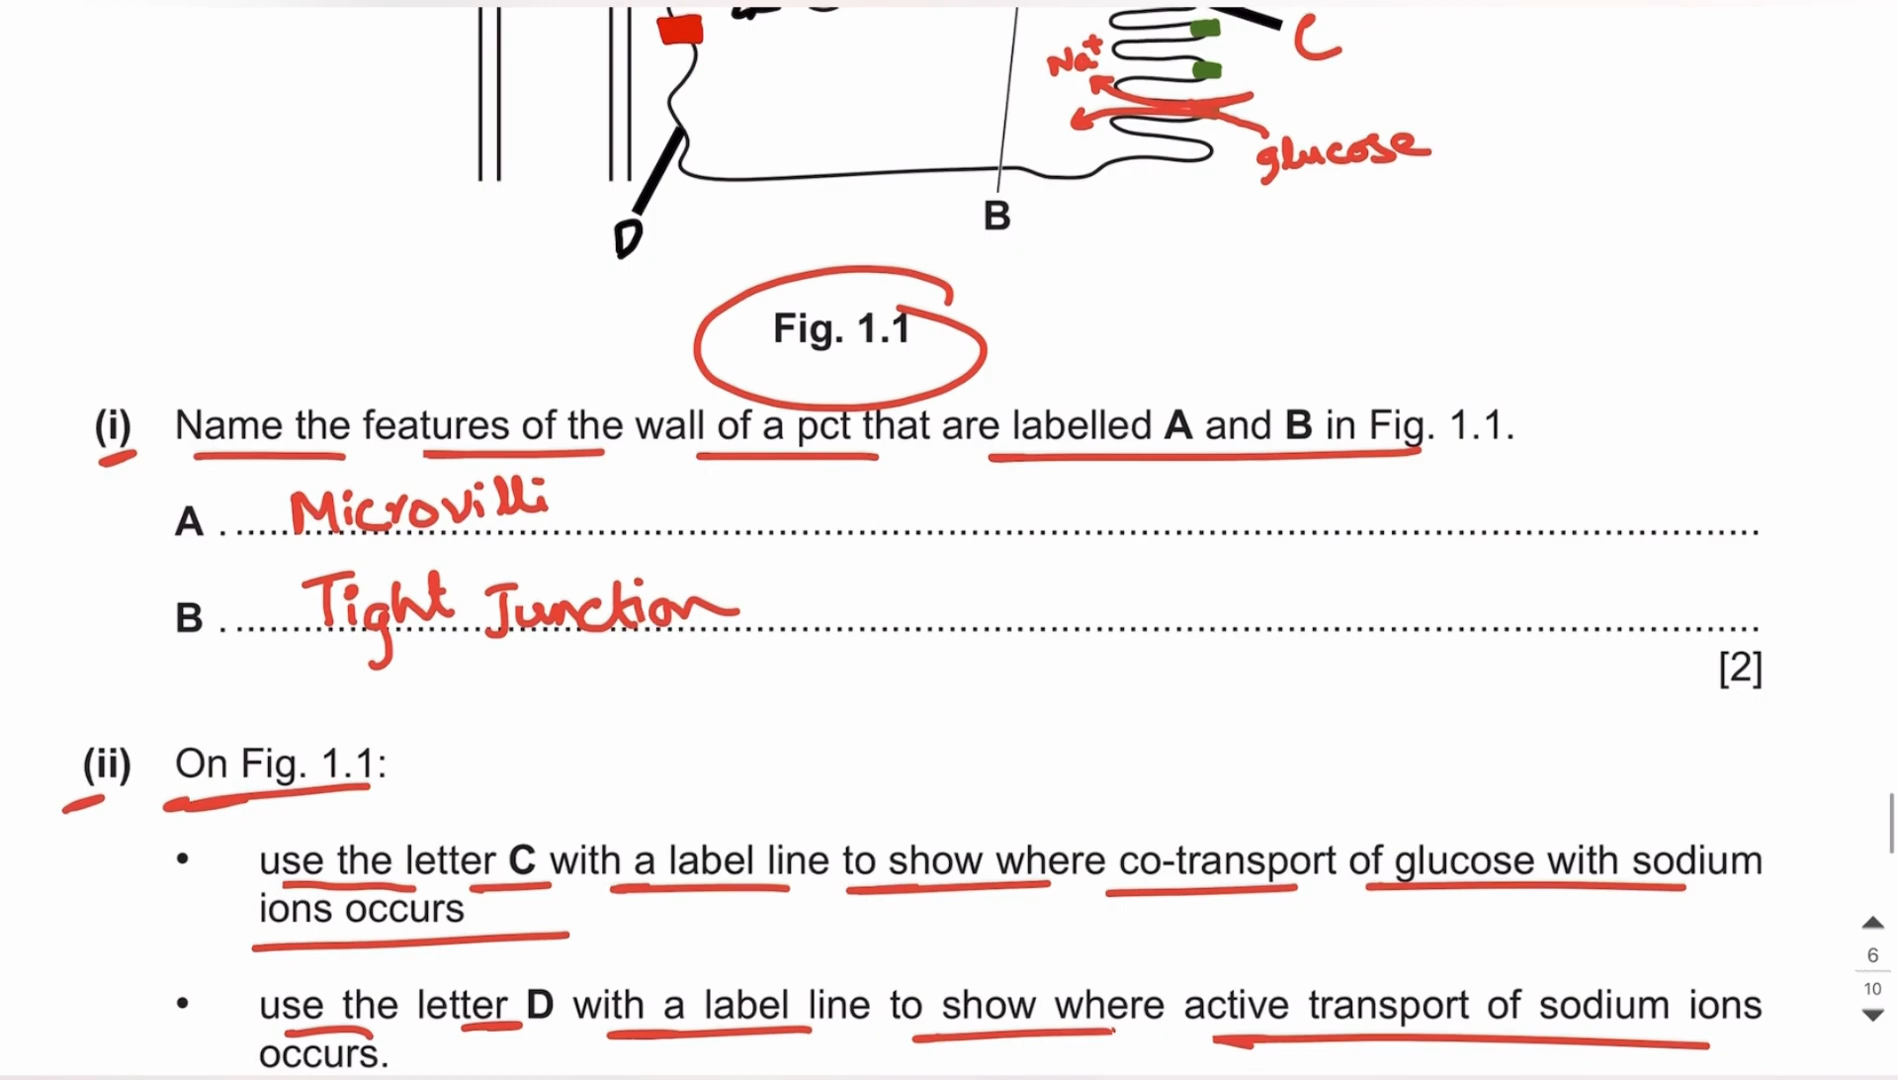 C
Na+
glucose
B
D
Fig. 1.1
(i) Name the features of the wall of a pct that are labelled A and B in Fig. 1.1.
A Microvilli
B Tight Junction
[2]
(ii) On Fig. 1.1:
• use the letter C with a label line to show where co-transport of glucose with sodium
ions occurs
• use the letter D with a label line to show where active transport of sodium ions
occurs.
6
10